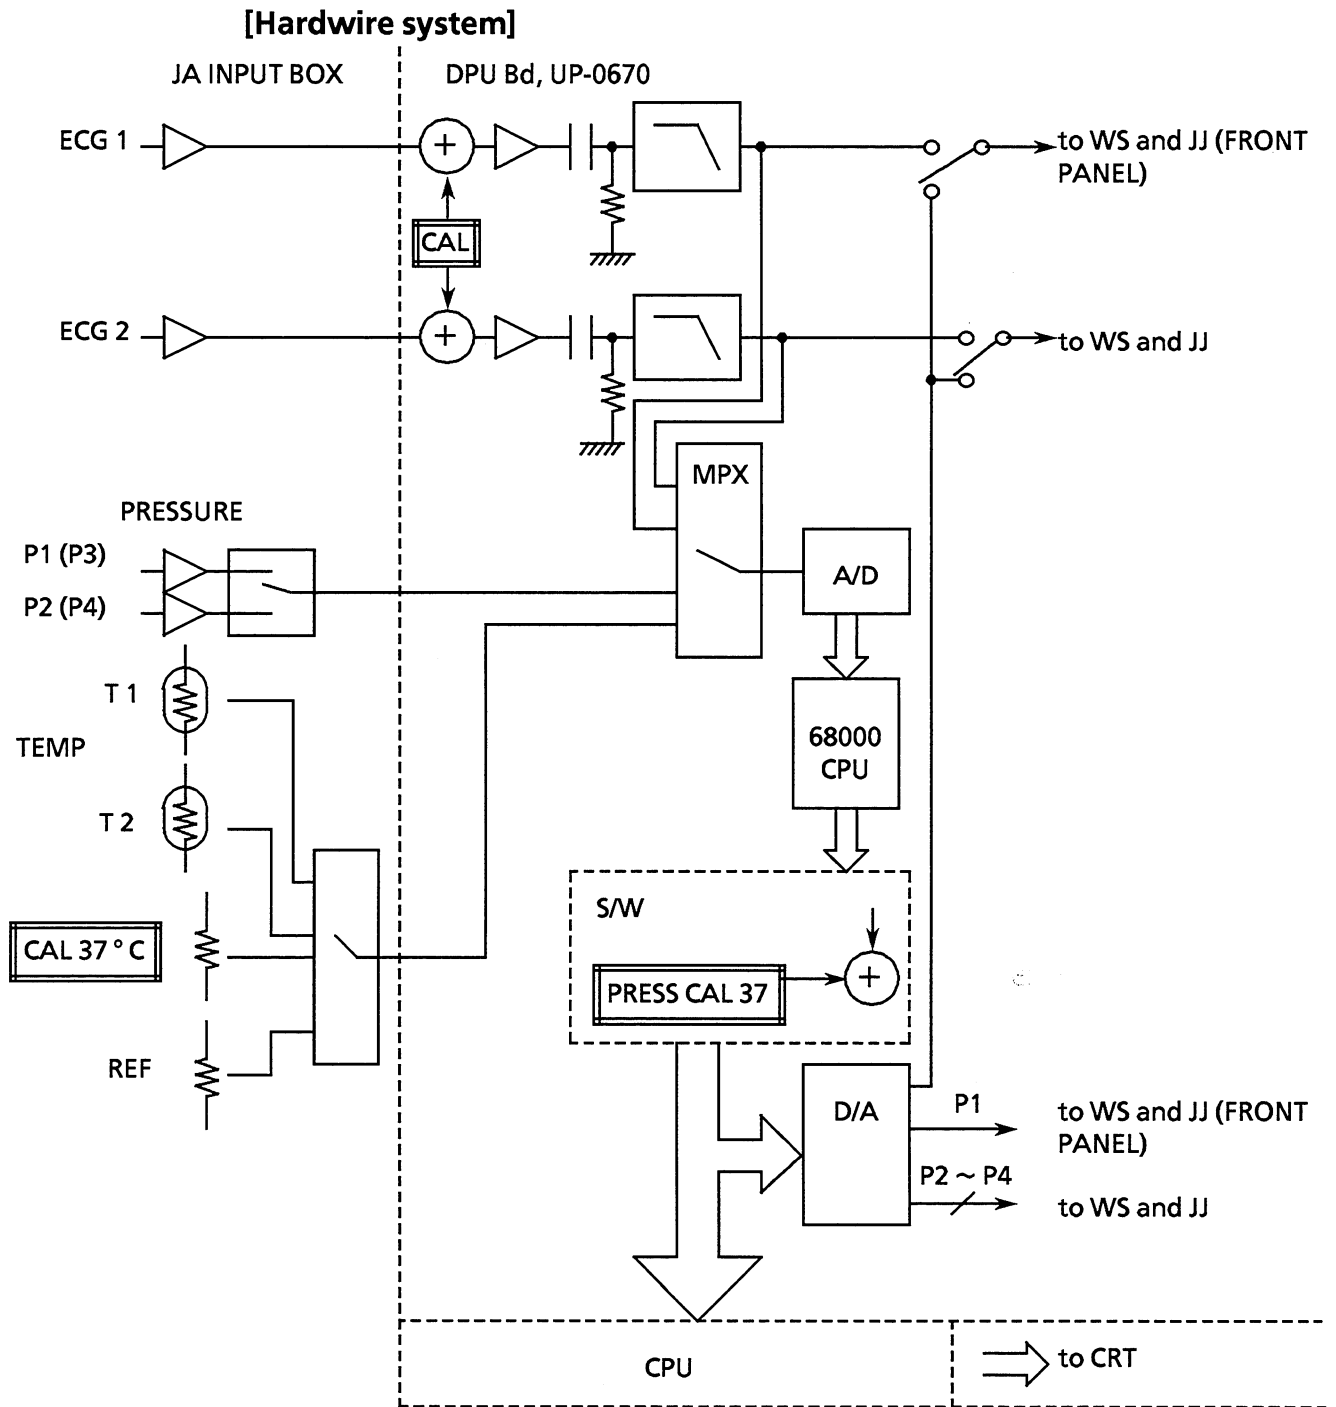 [Hardwire system]
JA INPUT BOX
DPU Bd, UP-0670
ECG 1
to WS and JJ (FRONT
PANEL)
CAL
ECG 2
to WS and JJ
MPX
PRESSURE
P1 (P3)
A/D
P2 (P4)
T 1
68000
CPU
TEMP
T 2
S/W
CAL 37 ° C
PRESS CAL 37
REF
D/A
P1
to WS and JJ (FRONT
PANEL)
P2 ~ P4
to WS and JJ
CPU
to CRT